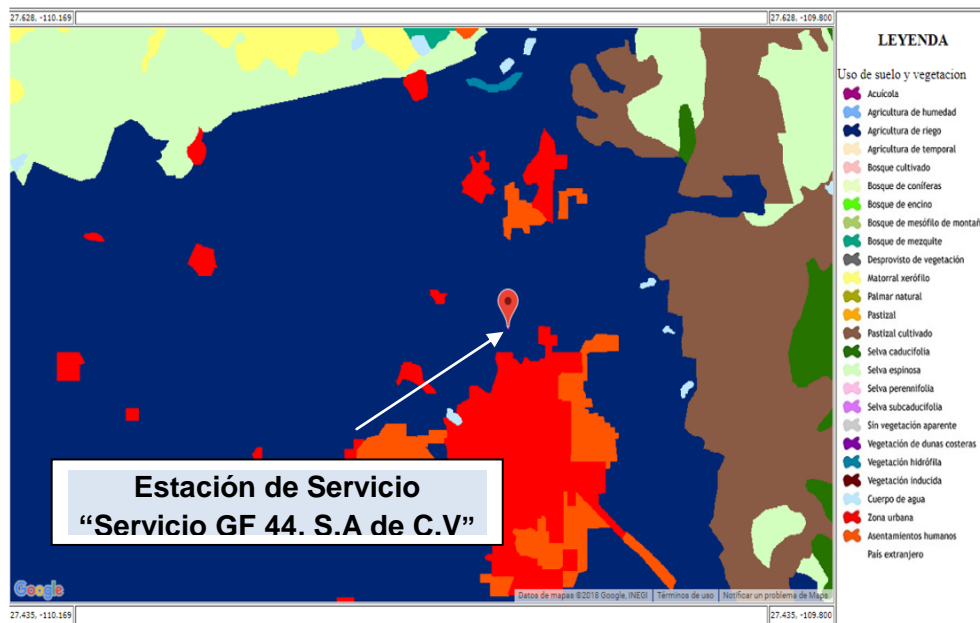 27.628, -110.169
27.628, -109.800
LEYENDA
Uso de suelo y vegetacion
Acuícola
Agricultura de humedad
Agricultura de riego
Agricultura de temporal
Bosque cultivado
Bosque de coníferas
Bosque de encino
Bosque de mesófilo de montañ
Bosque de mezquite
Desprovisto de vegetación
Matorral xerófilo
Palmar natural
Pastizal
Pastizal cultivado
Selva caducifolia
Selva espinosa
Selva perennifolia
Selva subcaducifolia
Sin vegetación aparente
Vegetación de dunas costeras
Vegetación hidrófila
Vegetación inducida
Cuerpo de agua
Zona urbana
Asentamientos humanos
País extranjero
Estación de Servicio
“Servicio GF 44. S.A de C.V”
Google
Datos de mapas ©2018 Google, INEGI Términos de uso Notificar un problema de Maps
27.435, -110.169
27.435, -109.800